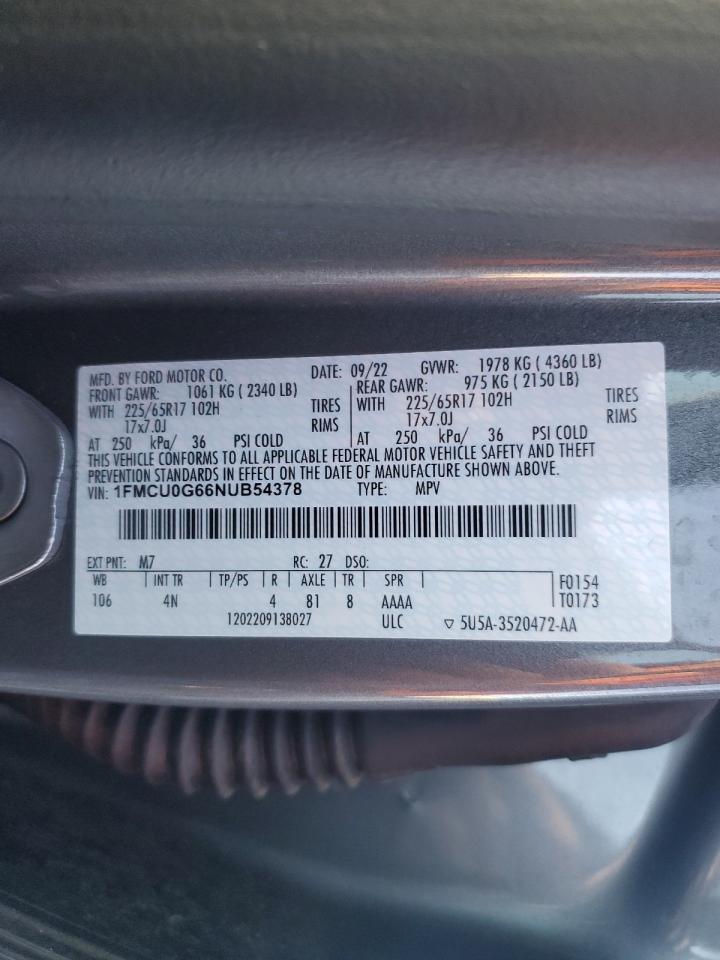 MFD. BY FORD MOTOR CO. DATE: 09/22 GVWR: 1978 KG ( 4360 LB)
FRONT GAWR: 1061 KG ( 2340 LB) REAR GAWR: 975 KG ( 2150 LB)
WITH 225/65R17 102H TIRES WITH 225/65R17 102H TIRES
17x7.0J RIMS 17x7.0J RIMS
AT 250 kPa/ 36 PSI COLD AT 250 kPa/ 36 PSI COLD
THIS VEHICLE CONFORMS TO ALL APPLICABLE FEDERAL MOTOR VEHICLE SAFETY AND THEFT
PREVENTION STANDARDS IN EFFECT ON THE DATE OF MANUFACTURE SHOWN ABOVE.
VIN: 1FMCU0G66NUB54378 TYPE: MPV
EXT PNT: M7 RC: 27 DSO:
WB INT TR TP/PS R AXLE TR SPR F0154
106 4N 4 81 8 AAAA T0173
1202209138027 ULC ▽ 5U5A-3520472-AA